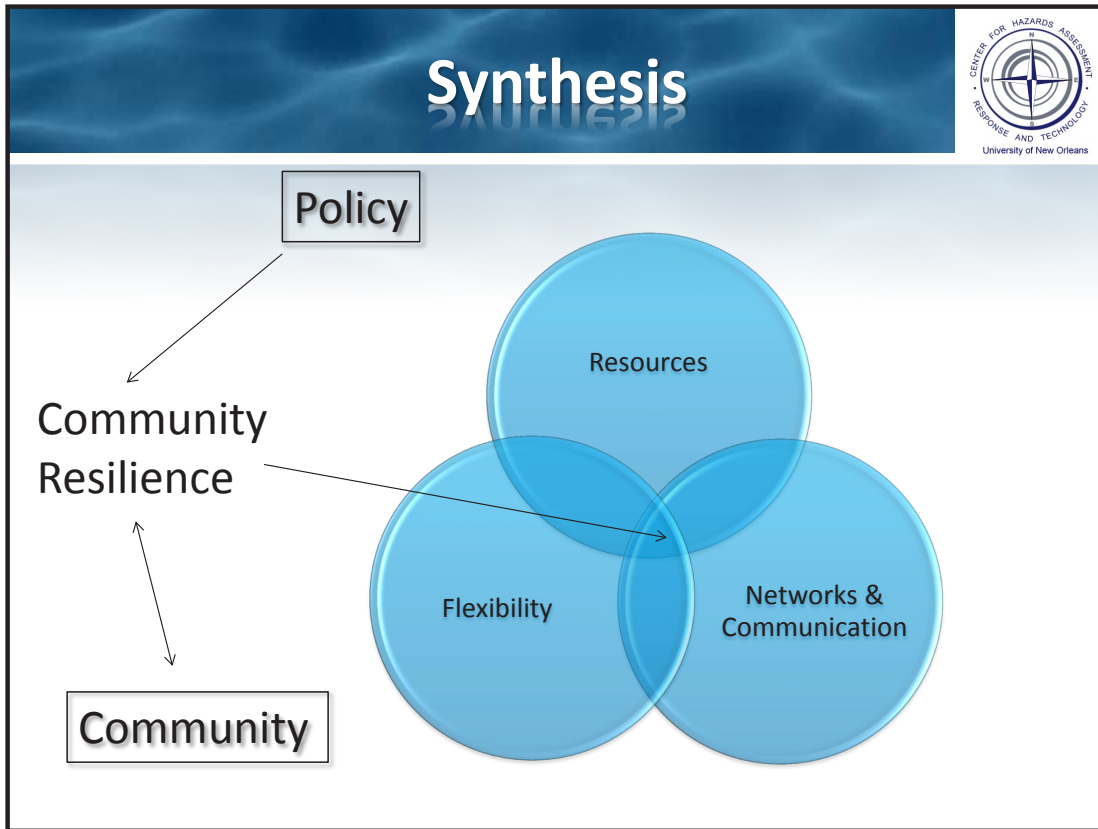 Synthesis
CENTER FOR HAZARDS ASSESSMENT
RESPONSE AND TECHNOLOGY
N
W
E
S
University of New Orleans
Policy
Community
Resilience
Community
Resources
Flexibility
Networks &
Communication